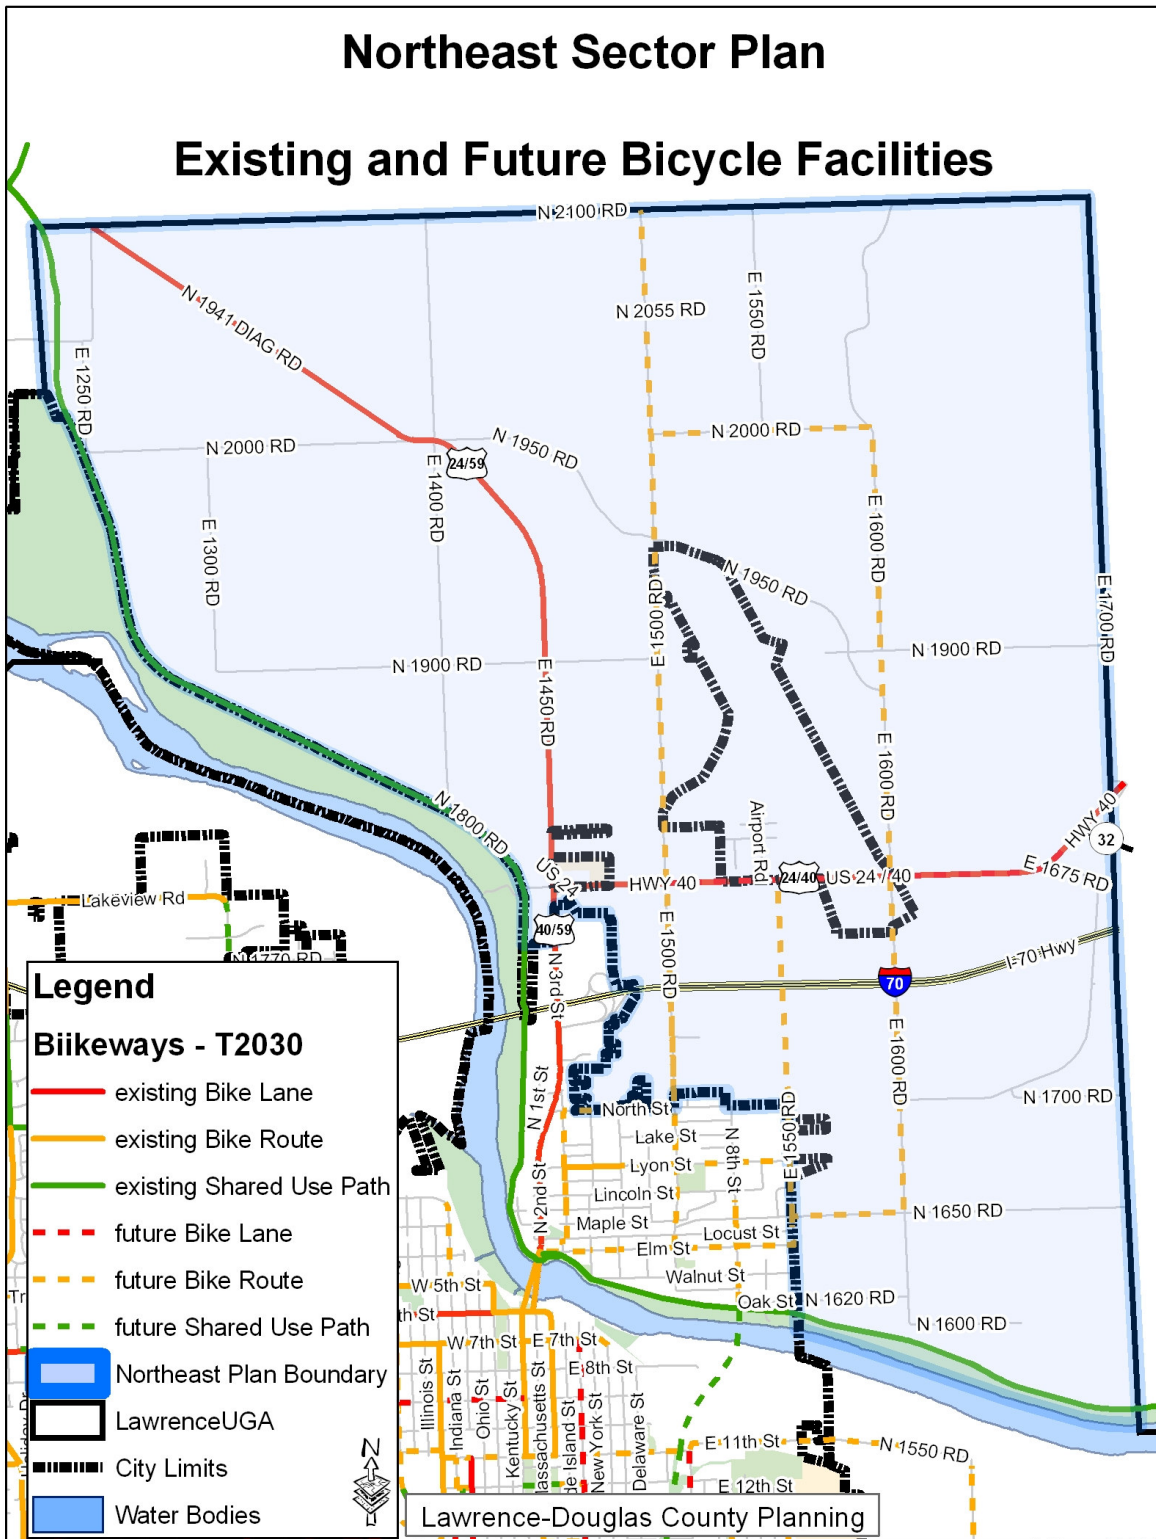 Northeast Sector Plan
Existing and Future Bicycle Facilities
N 2100 RD
N 1941 DIAG RD
N 2055 RD
E 1550 RD
E 1250 RD
N 2000 RD
N 1950 RD
N 2000 RD
24/59
E 1400 RD
E 1300 RD
E 1600 RD
N 1950 RD
E 1500 RD
E 1700 RD
N 1900 RD
N 1900 RD
E 1450 RD
E 1600 RD
N 1800 RD
Airport Rd
HWY 40
32
US 24
HWY 40
24/40
US 24 / 40
E 1675 RD
Lakeview Rd
40/59
N 3rd St
E 1500 RD
N 1770 RD
I-70 Hwy
70
E 1600 RD
N 1st St
North St
N 1700 RD
Lake St
N 8th St
E 1550 RD
Lyon St
Lincoln St
N 2nd St
Maple St
Locust St
N 1650 RD
Elm St
Walnut St
W 5th St
Oak St
N 1620 RD
th St
N 1600 RD
W 7th St
E 7th St
E 8th St
Illinois St
Indiana St
Ohio St
Kentucky St
Massachusetts St
de Island St
New York St
Delaware St
E 11th St
N 1550 RD
E 12th St
Legend
Biikeways - T2030
existing Bike Lane
existing Bike Route
existing Shared Use Path
future Bike Lane
future Bike Route
future Shared Use Path
Northeast Plan Boundary
LawrenceUGA
City Limits
Water Bodies
Tr
N
Lawrence-Douglas County Planning